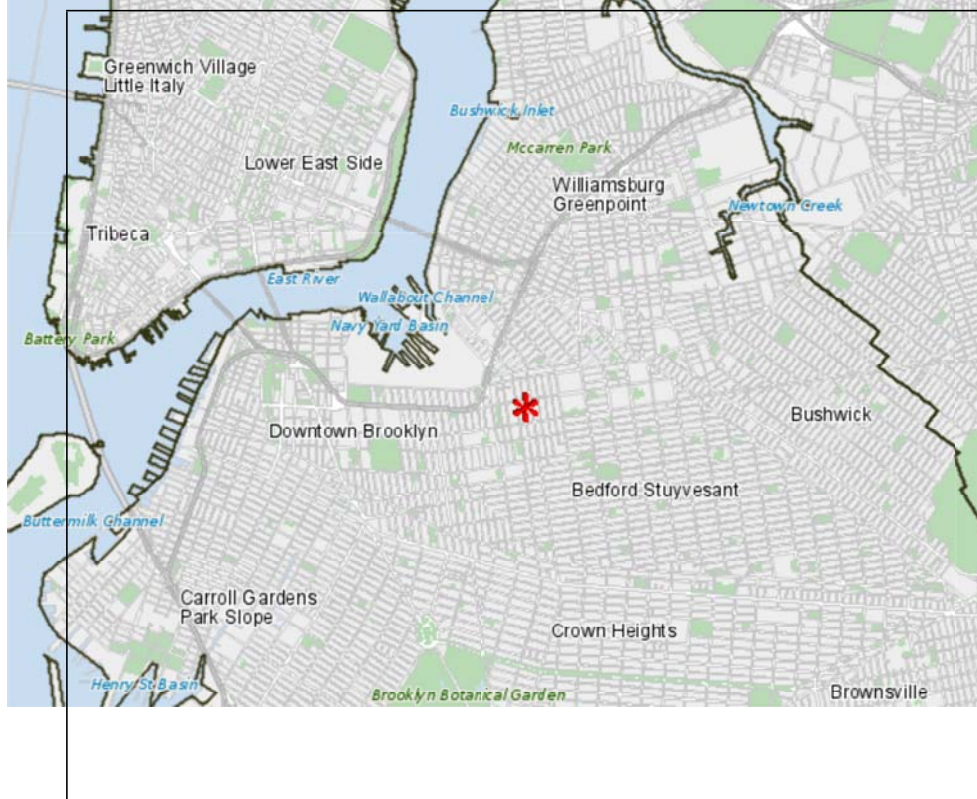 Greenwich Village
Little Italy
Bushwick Inlet
Mccarren Park
Lower East Side
Williamsburg
Greenpoint
Newtown Creek
Tribeca
East River
Wallabout Channel
Navy Yard Basin
Battery Park
Bushwick
Downtown Brooklyn
Bedford Stuyvesant
Buttermilk Channel
Carroll Gardens
Park Slope
Crown Heights
Henry St Basin
Brooklyn Botanical Garden
Brownsville